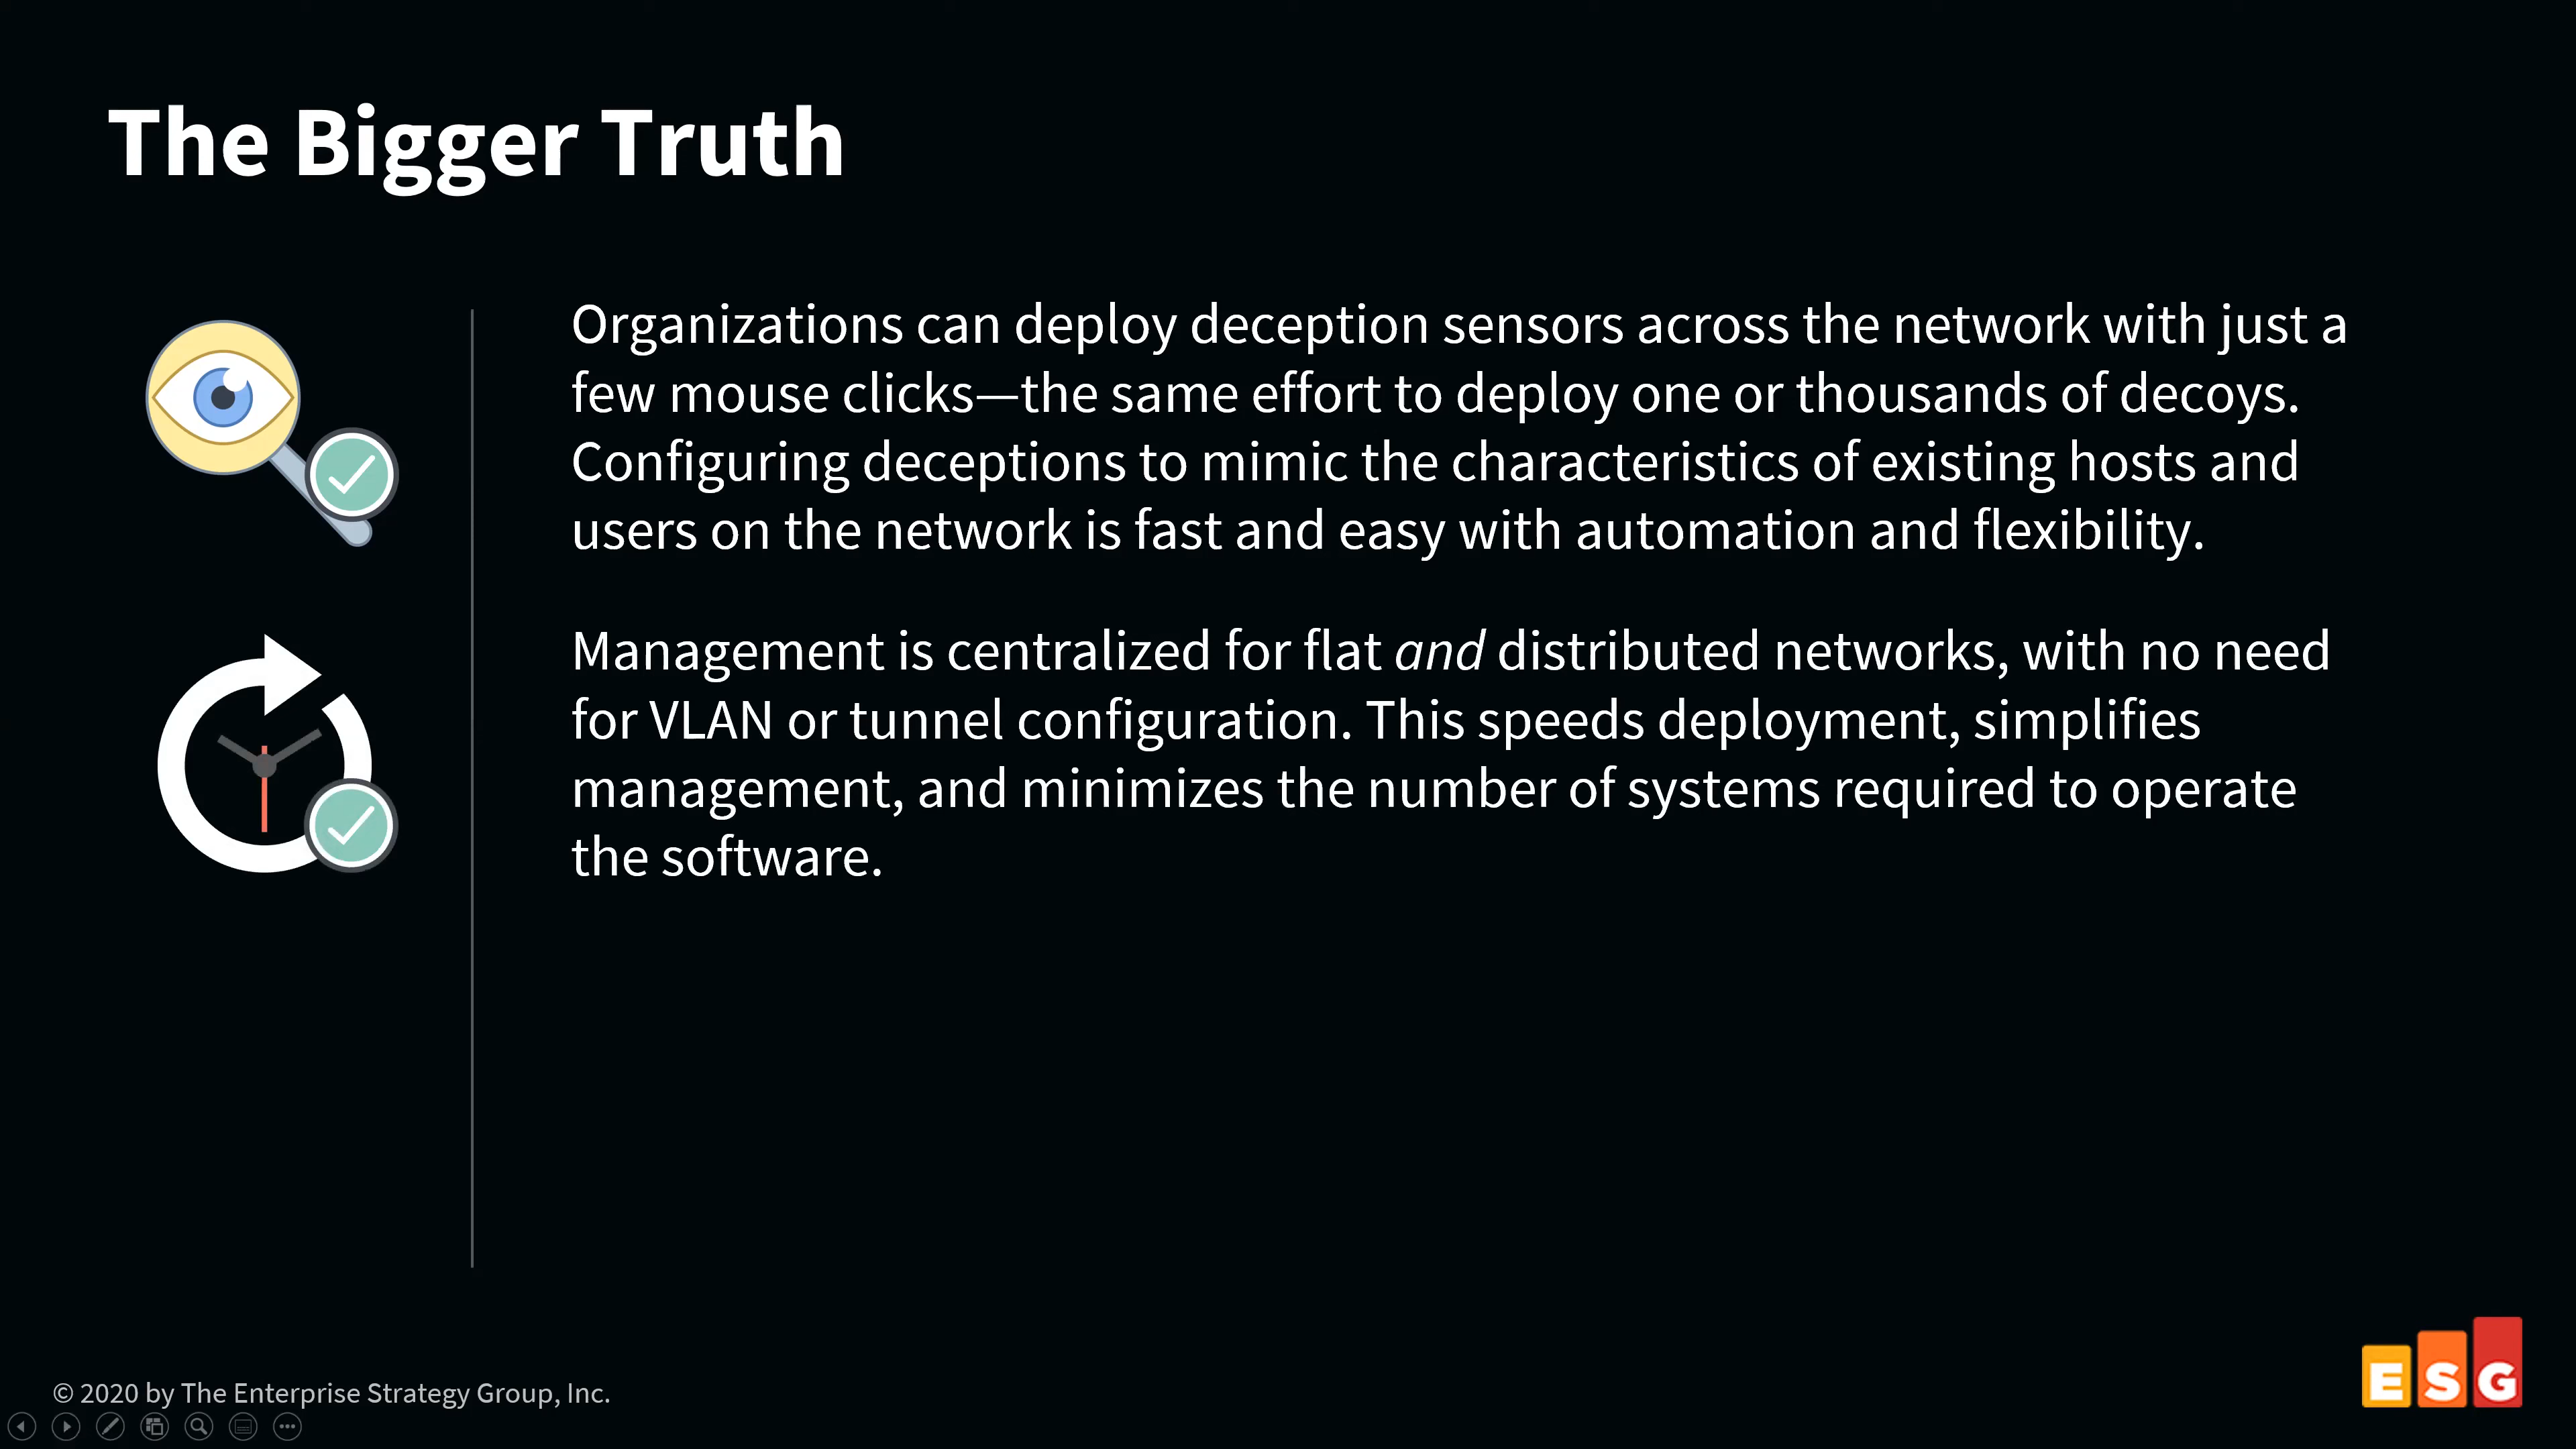 The Bigger Truth
Organizations can deploy deception sensors across the network with just a
few mouse clicks—the same effort to deploy one or thousands of decoys.
Configuring deceptions to mimic the characteristics of existing hosts and
users on the network is fast and easy with automation and flexibility.
Management is centralized for flat and distributed networks, with no need
for VLAN or tunnel configuration. This speeds deployment, simplifies
management, and minimizes the number of systems required to operate
the software.
© 2020 by The Enterprise Strategy Group, Inc.
ESG